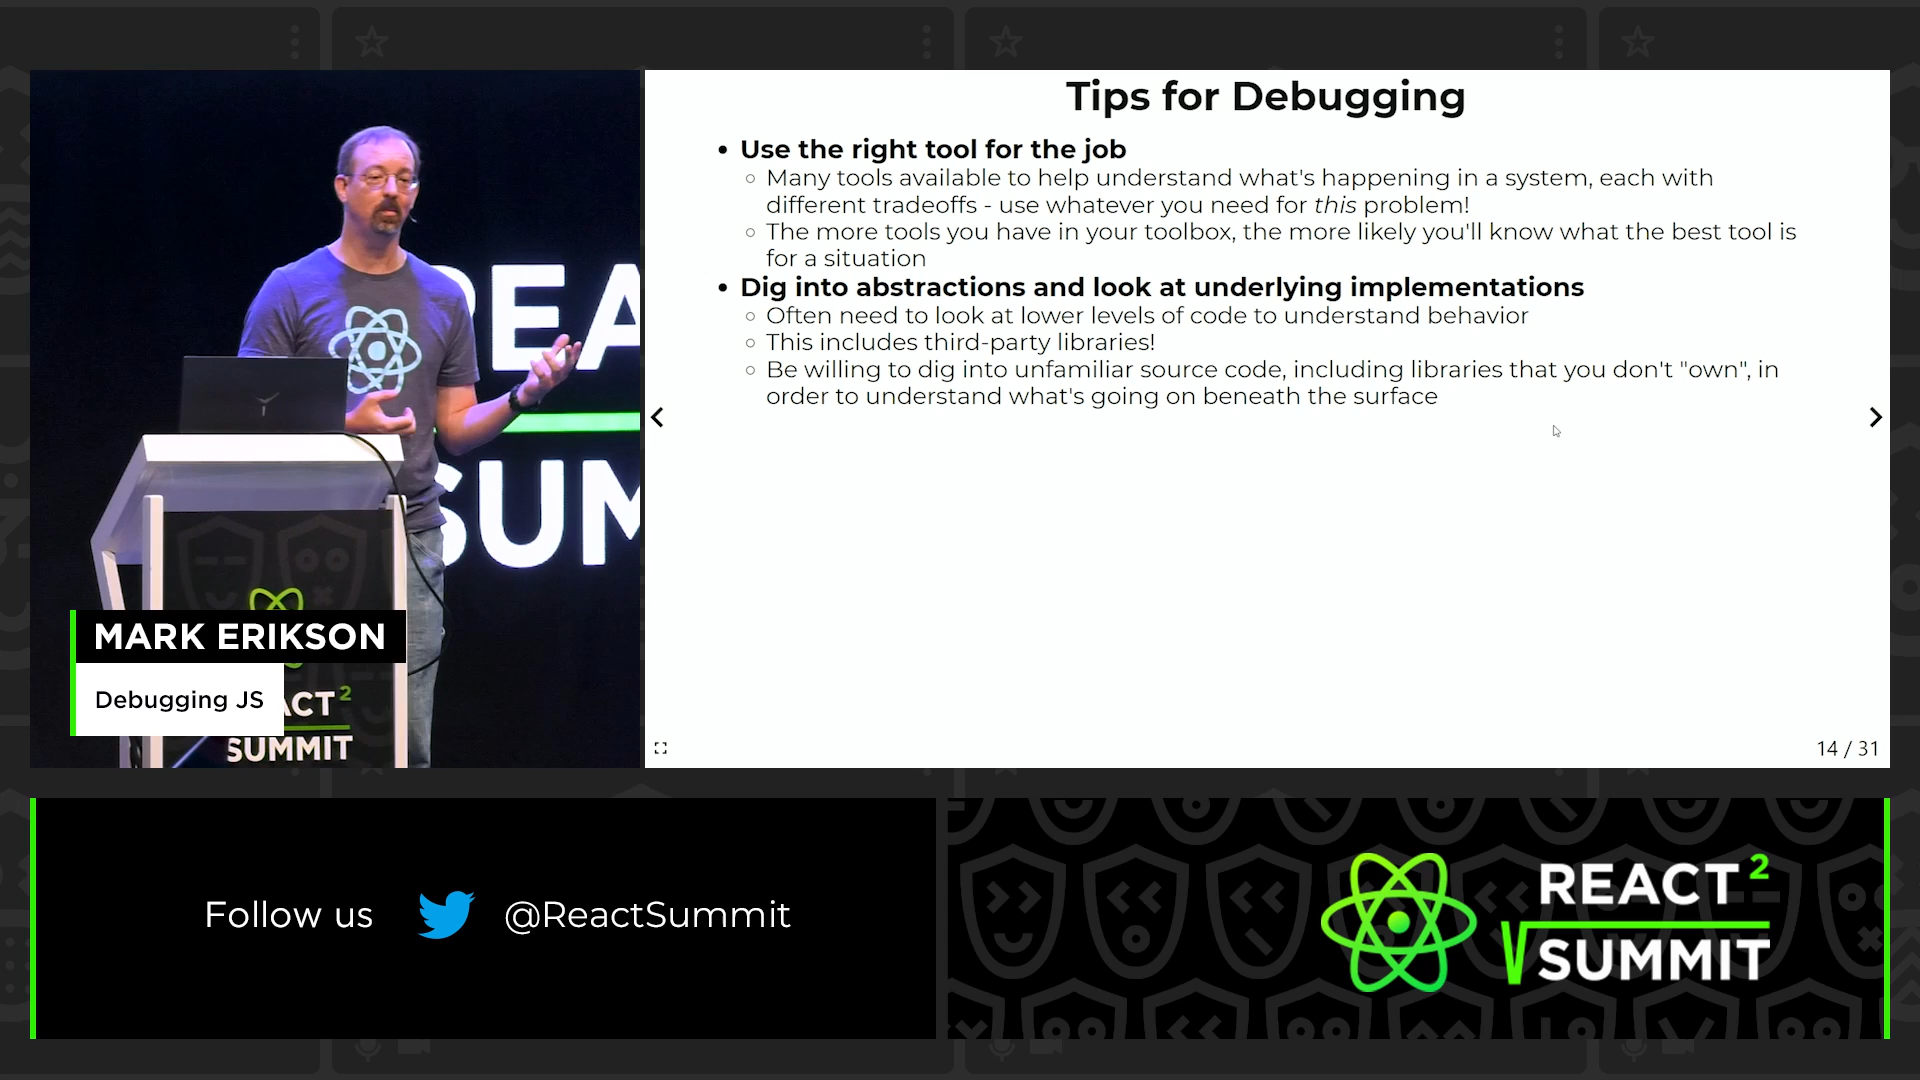 Tips for Debugging
• Use the right tool for the job
○ Many tools available to help understand what's happening in a system, each with
different tradeoffs - use whatever you need for this problem!
○ The more tools you have in your toolbox, the more likely you'll know what the best tool is
for a situation
• Dig into abstractions and look at underlying implementations
○ Often need to look at lower levels of code to understand behavior
○ This includes third-party libraries!
○ Be willing to dig into unfamiliar source code, including libraries that you don't "own", in
order to understand what's going on beneath the surface
14 / 31
REA
SUM
MARK ERIKSON
Debugging JS
ACT 2
SUMMIT
Follow us
@ReactSummit
REACT 2
SUMMIT